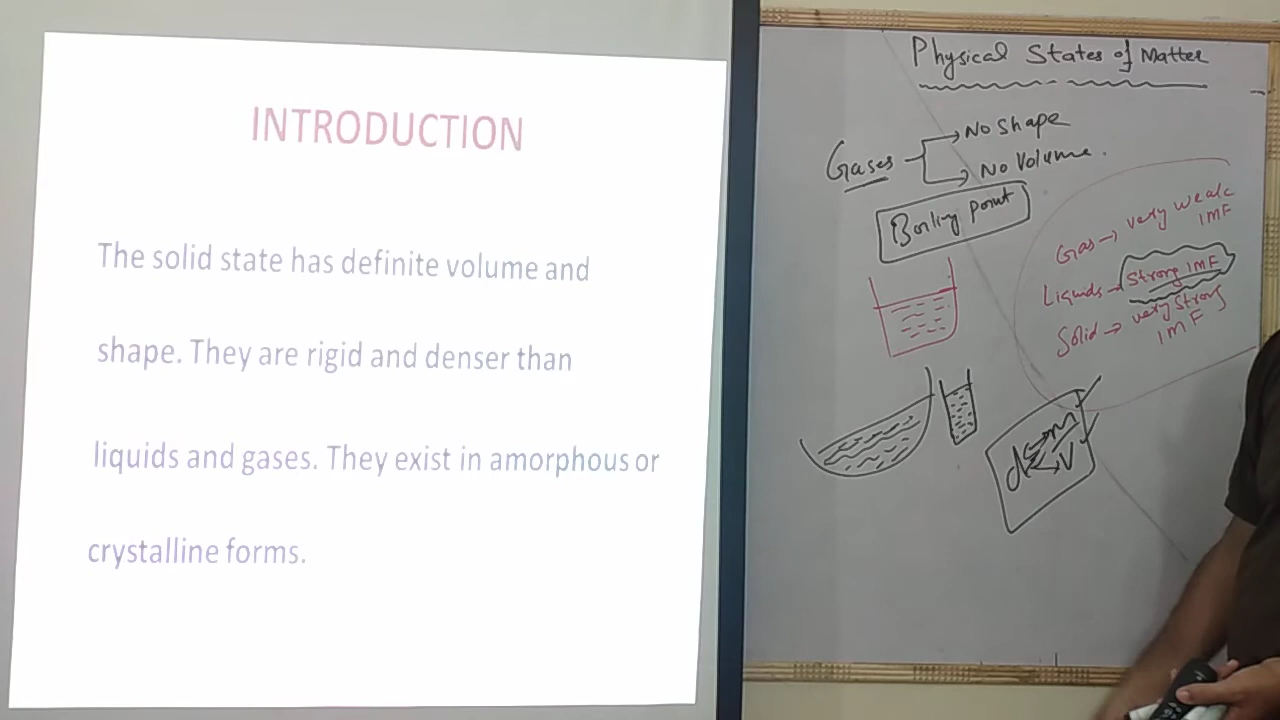 INTRODUCTION
The solid state has definite volume and
shape. They are rigid and denser than
liquids and gases. They exist in amorphous or
crystalline forms.
Physical States of Matter
Gases
No Shape
No Volume.
Boiling point
Gas → very weak
IMF
Liquids → Strong IMF
Solid → very strong
IMF
d
m
V